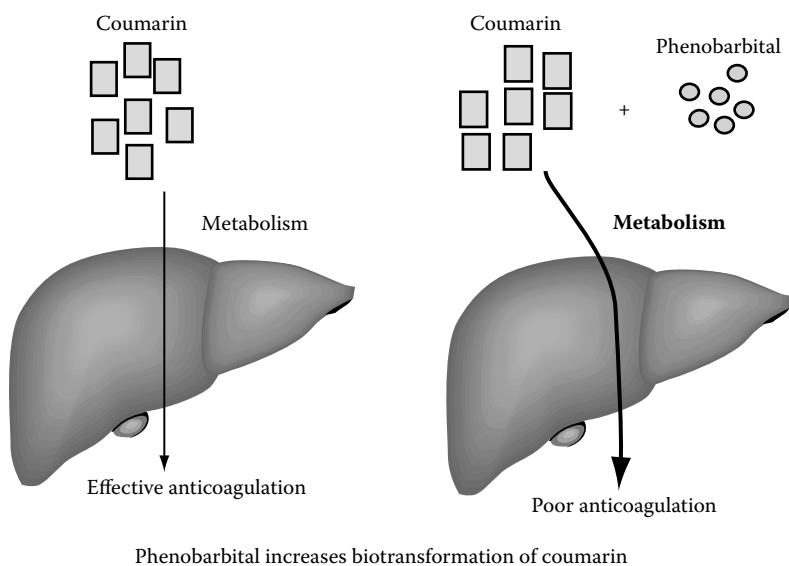 Coumarin
Metabolism
Effective anticoagulation
Coumarin
Phenobarbital
+
Metabolism
Poor anticoagulation
Phenobarbital increases biotransformation of coumarin